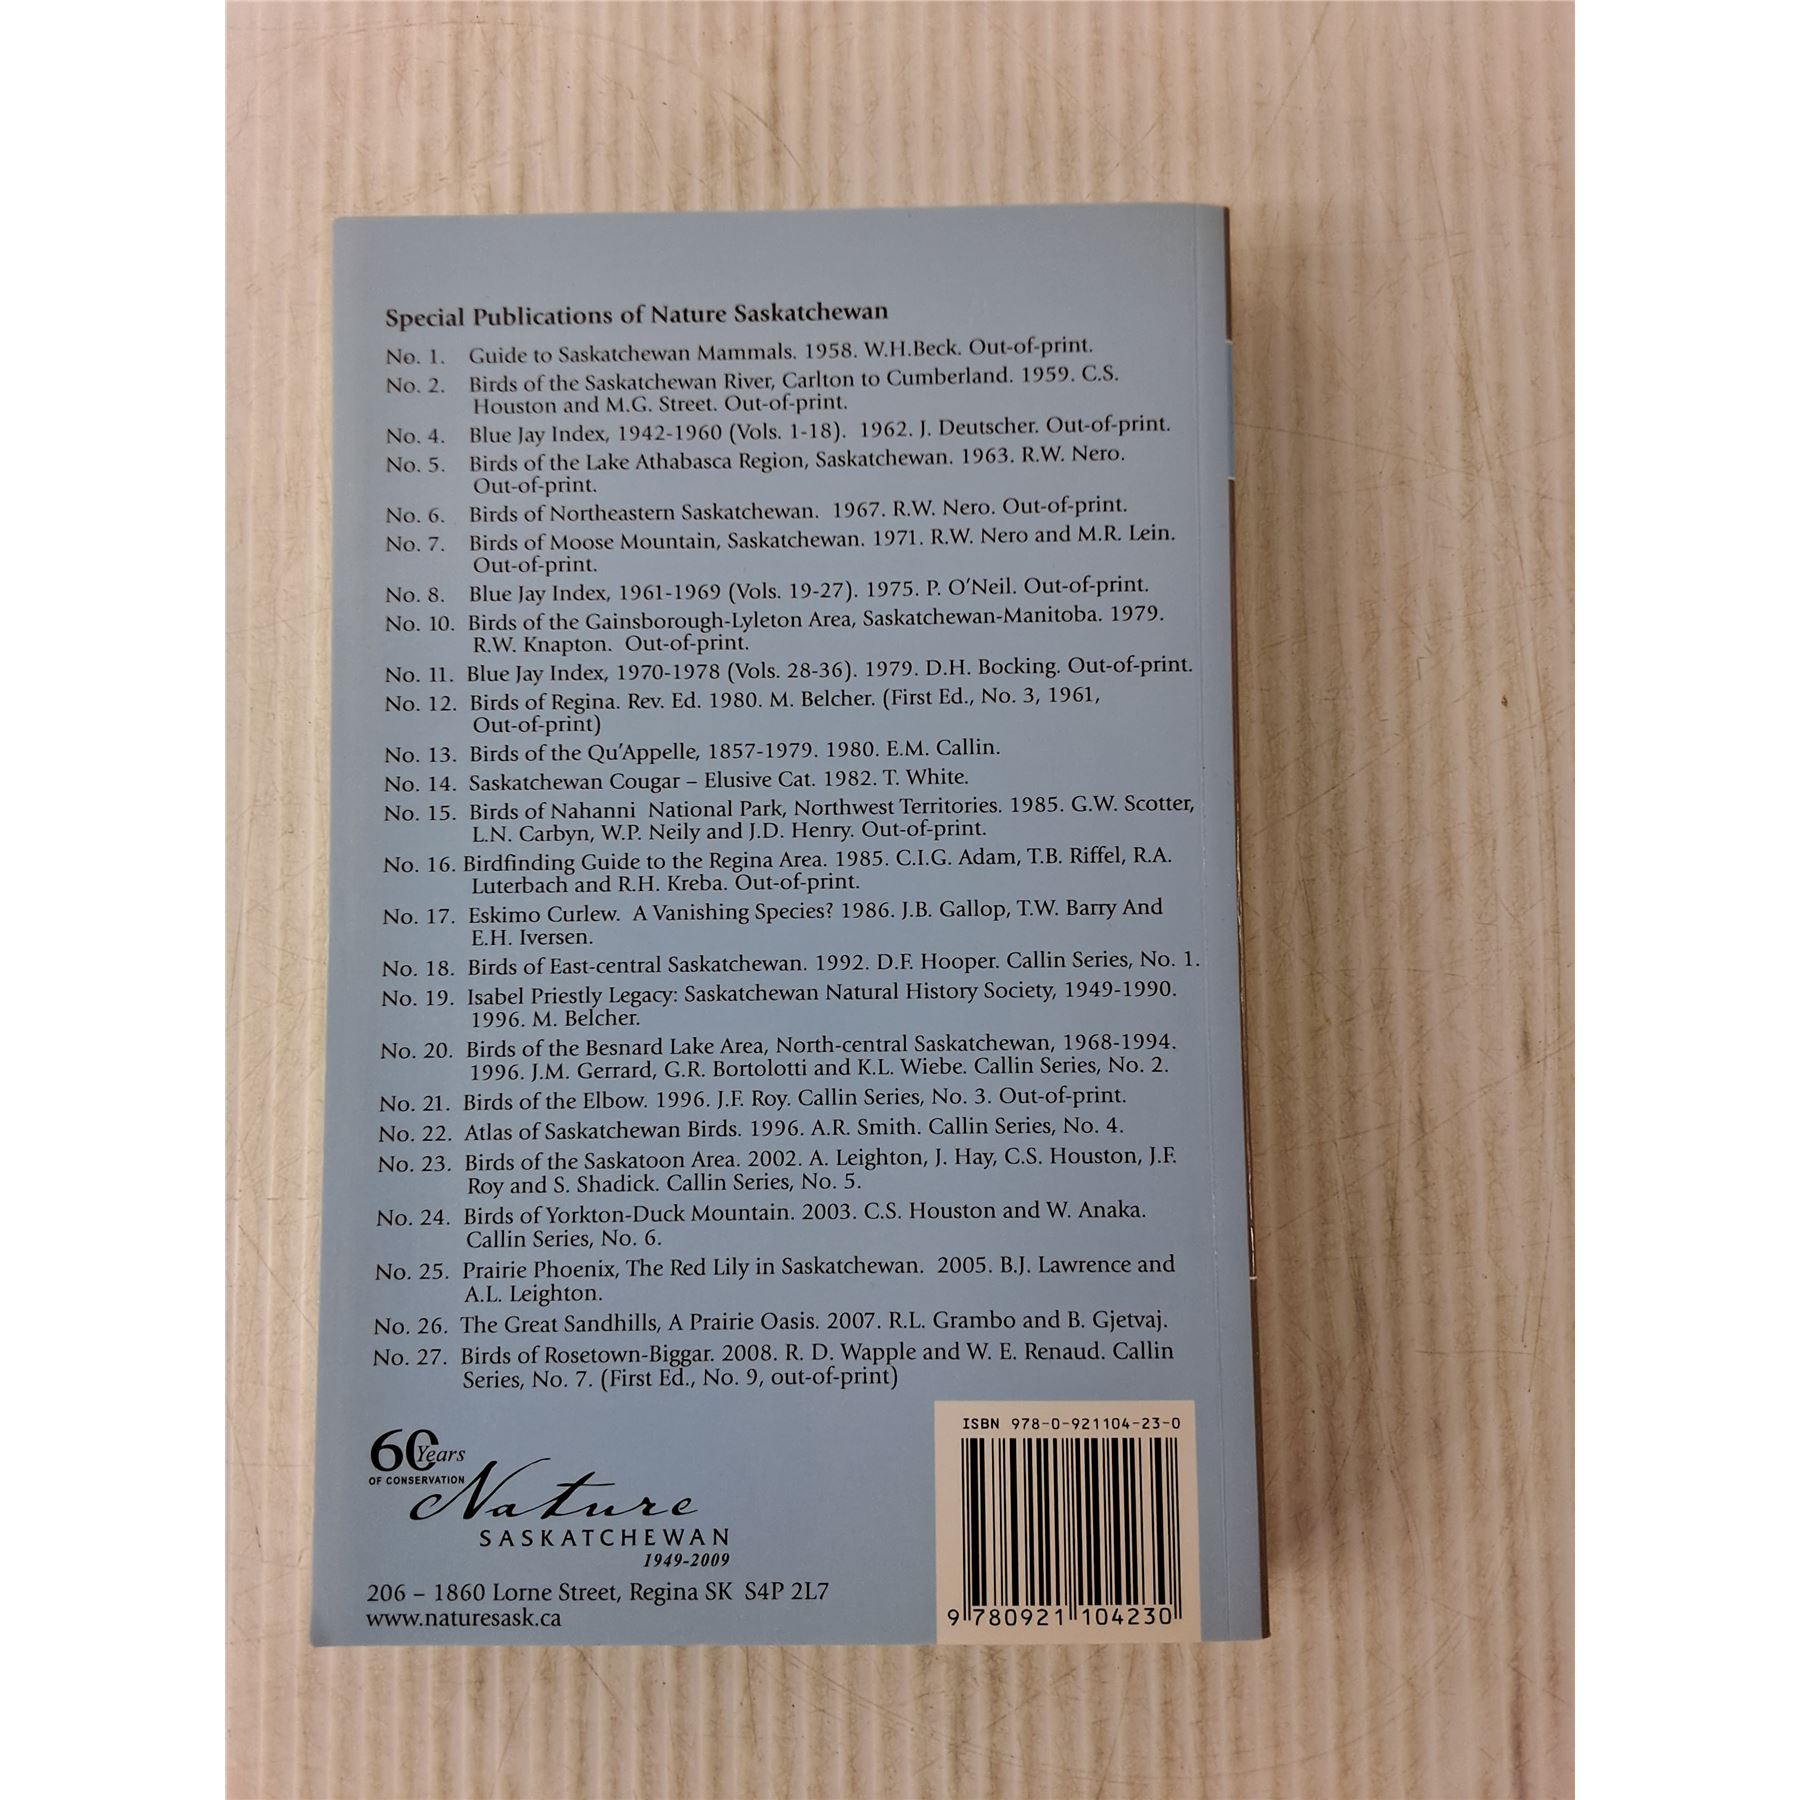 Special Publications of Nature Saskatchewan
No. 1. Guide to Saskatchewan Mammals. 1958. W.H.Beck. Out-of-print.
No. 2. Birds of the Saskatchewan River, Carlton to Cumberland. 1959. C.S.
Houston and M.G. Street. Out-of-print.
No. 4. Blue Jay Index, 1942-1960 (Vols. 1-18). 1962. J. Deutscher. Out-of-print.
No. 5. Birds of the Lake Athabasca Region, Saskatchewan. 1963. R.W. Nero.
Out-of-print.
No. 6. Birds of Northeastern Saskatchewan. 1967. R.W. Nero. Out-of-print.
No. 7. Birds of Moose Mountain, Saskatchewan. 1971. R.W. Nero and M.R. Lein.
Out-of-print.
No. 8. Blue Jay Index, 1961-1969 (Vols. 19-27). 1975. P. O'Neil. Out-of-print.
No. 10. Birds of the Gainsborough-Lyleton Area, Saskatchewan-Manitoba. 1979.
R.W. Knapton. Out-of-print.
No. 11. Blue Jay Index, 1970-1978 (Vols. 28-36). 1979. D.H. Bocking. Out-of-print.
No. 12. Birds of Regina. Rev. Ed. 1980. M. Belcher. (First Ed., No. 3, 1961,
Out-of-print)
No. 13. Birds of the Qu'Appelle, 1857-1979. 1980. E.M. Callin.
No. 14. Saskatchewan Cougar – Elusive Cat. 1982. T. White.
No. 15. Birds of Nahanni National Park, Northwest Territories. 1985. G.W. Scotter,
L.N. Carbyn, W.P. Neily and J.D. Henry. Out-of-print.
No. 16. Birdfinding Guide to the Regina Area. 1985. C.I.G. Adam, T.B. Riffel, R.A.
Luterbach and R.H. Kreba. Out-of-print.
No. 17. Eskimo Curlew. A Vanishing Species? 1986. J.B. Gallop, T.W. Barry And
E.H. Iversen.
No. 18. Birds of East-central Saskatchewan. 1992. D.F. Hooper. Callin Series, No. 1.
No. 19. Isabel Priestly Legacy: Saskatchewan Natural History Society, 1949-1990.
1996. M. Belcher.
No. 20. Birds of the Besnard Lake Area, North-central Saskatchewan, 1968-1994.
1996. J.M. Gerrard, G.R. Bortolotti and K.L. Wiebe. Callin Series, No. 2.
No. 21. Birds of the Elbow. 1996. J.F. Roy. Callin Series, No. 3. Out-of-print.
No. 22. Atlas of Saskatchewan Birds. 1996. A.R. Smith. Callin Series, No. 4.
No. 23. Birds of the Saskatoon Area. 2002. A. Leighton, J. Hay, C.S. Houston, J.F.
Roy and S. Shadick. Callin Series, No. 5.
No. 24. Birds of Yorkton-Duck Mountain. 2003. C.S. Houston and W. Anaka.
Callin Series, No. 6.
No. 25. Prairie Phoenix, The Red Lily in Saskatchewan. 2005. B.J. Lawrence and
A.L. Leighton.
No. 26. The Great Sandhills, A Prairie Oasis. 2007. R.L. Grambo and B. Gjetvaj.
No. 27. Birds of Rosetown-Biggar. 2008. R. D. Wapple and W. E. Renaud. Callin
Series, No. 7. (First Ed., No. 9, out-of-print)
60 Years
OF CONSERVATION
Nature
SASKATCHEWAN
1949-2009
206 – 1860 Lorne Street, Regina SK S4P 2L7
www.naturesask.ca
ISBN 978-0-921104-23-0
9 780921 104230